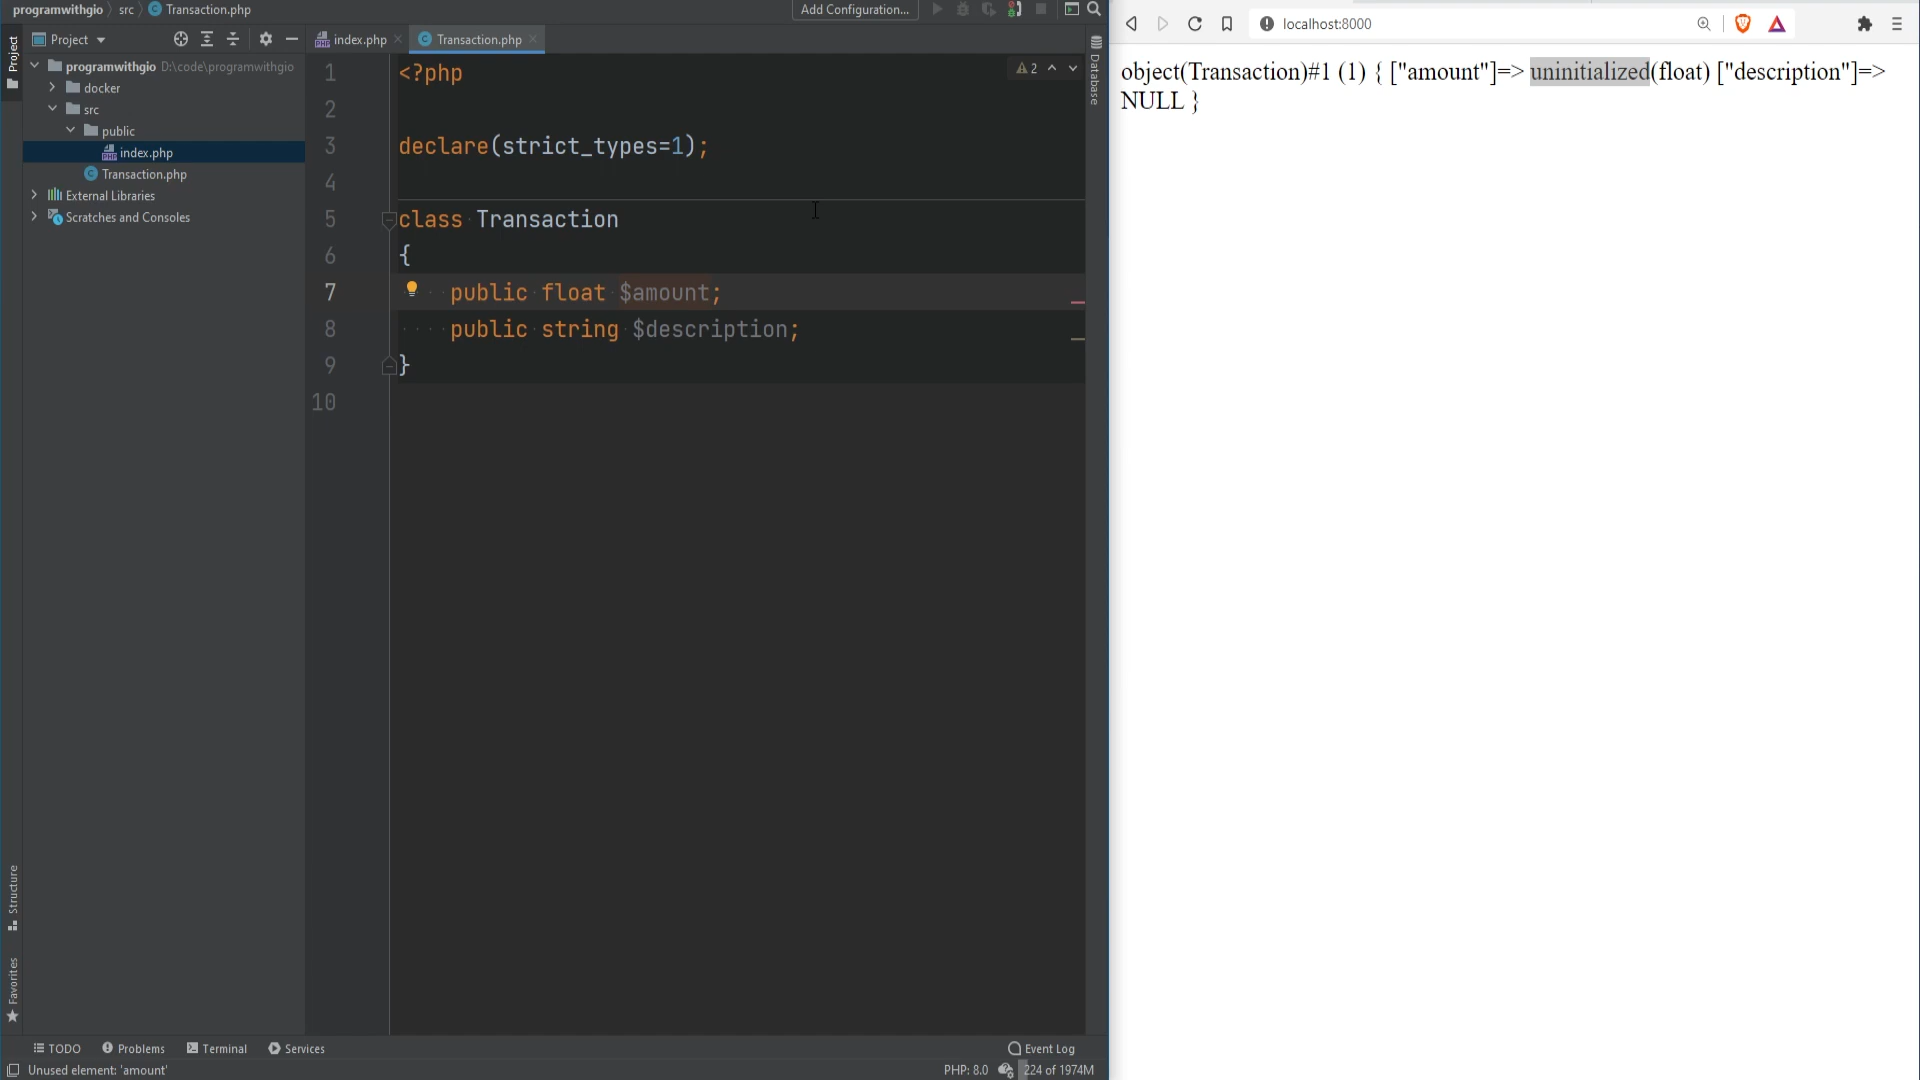 programwithgio
src
Transaction.php
Add Configuration...
Project
index.php
Transaction.php
localhost:8000
Project
programwithgio D:\code\programwithgio
docker
src
public
index.php
Transaction.php
External Libraries
Scratches and Consoles
1 <?php
2
3 declare(strict_types=1);
4
5 class Transaction
6 {
7 public float $amount;
8 public string $description;
9 }
10
2
Database
object(Transaction)#1 (1) { ["amount"]=> uninitialized(float) ["description"]=>
NULL }
Structure
Favorites
TODO
Problems
Terminal
Services
Event Log
Unused element: 'amount'
PHP: 8.0
224 of 1974M